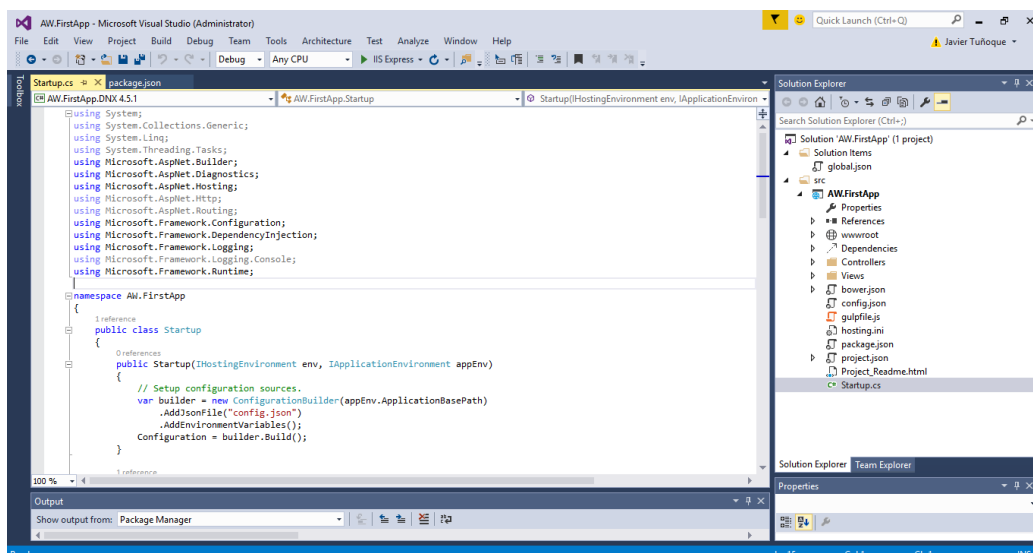 AW.FirstApp - Microsoft Visual Studio (Administrator)
Quick Launch (Ctrl+Q)
File Edit View Project Build Debug Team Tools Architecture Test Analyze Window Help
Javier Tuñoque
Debug Any CPU IIS Express
Toolbox
Startup.cs package.json
AW.FirstApp.DNX 4.5.1 AW.FirstApp.Startup Startup(IHostingEnvironment env, IApplicationEnviron
using System;
using System.Collections.Generic;
using System.Linq;
using System.Threading.Tasks;
using Microsoft.AspNet.Builder;
using Microsoft.AspNet.Diagnostics;
using Microsoft.AspNet.Hosting;
using Microsoft.AspNet.Http;
using Microsoft.AspNet.Routing;
using Microsoft.Framework.Configuration;
using Microsoft.Framework.DependencyInjection;
using Microsoft.Framework.Logging;
using Microsoft.Framework.Logging.Console;
using Microsoft.Framework.Runtime;
namespace AW.FirstApp
{
1 reference
public class Startup
{
0 references
public Startup(IHostingEnvironment env, IApplicationEnvironment appEnv)
{
// Setup configuration sources.
var builder = new ConfigurationBuilder(appEnv.ApplicationBasePath)
.AddJsonFile("config.json")
.AddEnvironmentVariables();
Configuration = builder.Build();
}
1 reference
100 %
Output
Show output from: Package Manager
Solution Explorer
Search Solution Explorer (Ctrl+;)
Solution 'AW.FirstApp' (1 project)
Solution Items
global.json
src
AW.FirstApp
Properties
References
wwwroot
Dependencies
Controllers
Views
bower.json
config.json
gulpfile.js
hosting.ini
package.json
project.json
Project_Readme.html
Startup.cs
Solution Explorer Team Explorer
Properties